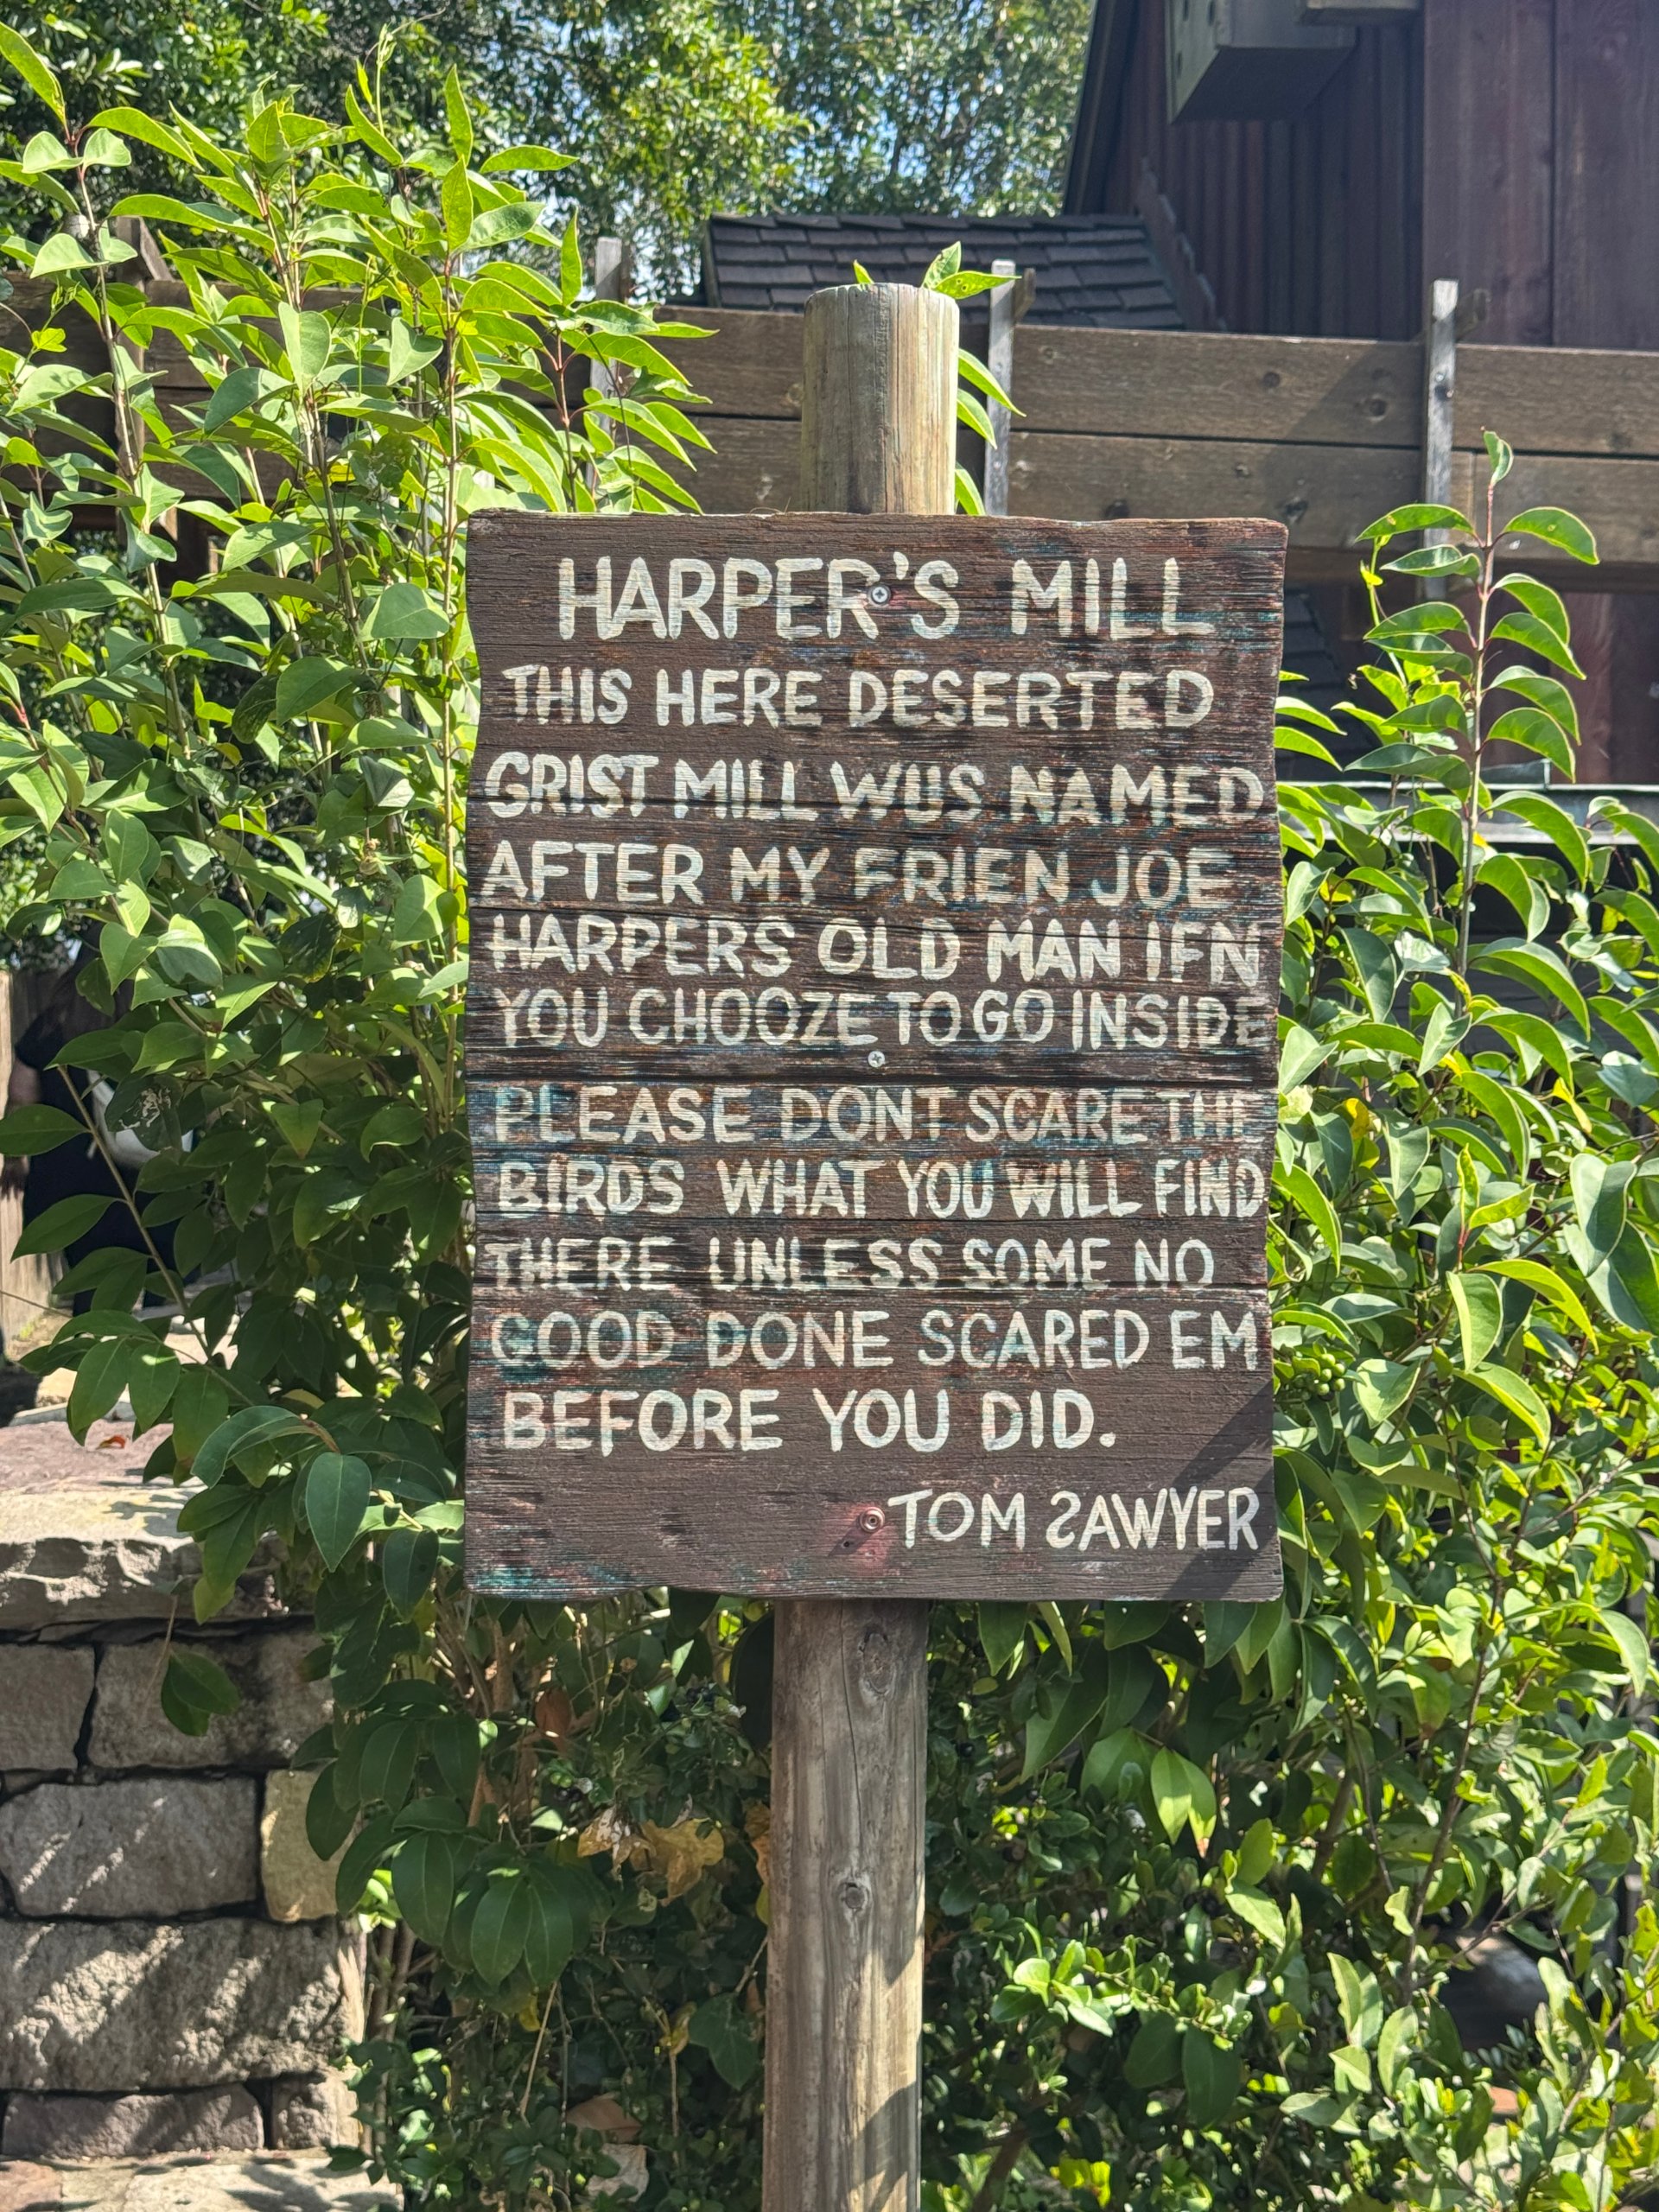 HARPER'S MILL
THIS HERE DESERTED
GRIST MILL WUS NAMED
AFTER MY FRIEN JOE
HARPERS OLD MAN IFN
YOU CHOOZE TO GO INSIDE
PLEASE DONT SCARE THE
BIRDS WHAT YOU WILL FIND
THERE UNLESS SOME NO
GOOD DONE SCARED EM
BEFORE YOU DID.
TOM SAWYER